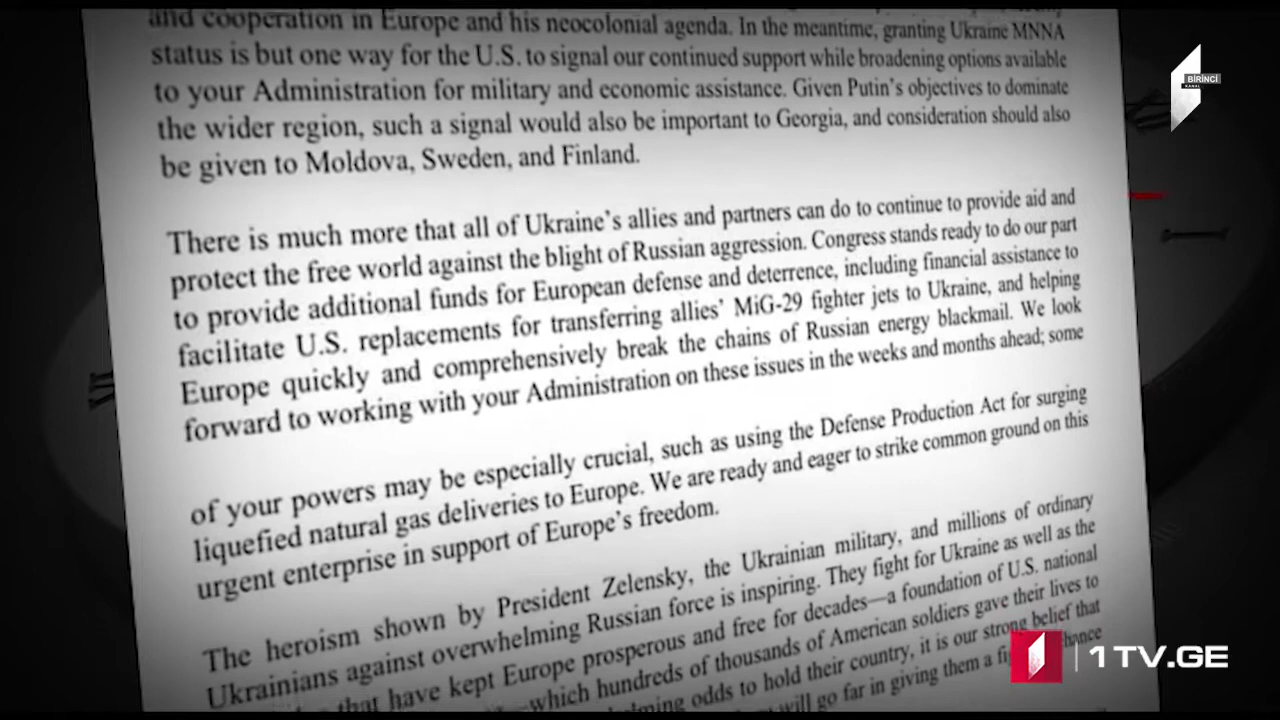 and cooperation in Europe and his neocolonial agenda. In the meantime, granting Ukraine MNNA
status is but one way for the U.S. to signal our continued support while broadening options available
to your Administration for military and economic assistance. Given Putin's objectives to dominate
the wider region, such a signal would also be important to Georgia, and consideration should also
be given to Moldova, Sweden, and Finland.
There is much more that all of Ukraine's allies and partners can do to continue to provide aid and
protect the free world against the blight of Russian aggression. Congress stands ready to do our part
to provide additional funds for European defense and deterrence, including financial assistance to
facilitate U.S. replacements for transferring allies' MiG-29 fighter jets to Ukraine, and helping
Europe quickly and comprehensively break the chains of Russian energy blackmail. We look
forward to working with your Administration on these issues in the weeks and months ahead; some
of your powers may be especially crucial, such as using the Defense Production Act for surging
liquefied natural gas deliveries to Europe. We are ready and eager to strike common ground on this
urgent enterprise in support of Europe's freedom.
The heroism shown by President Zelensky, the Ukrainian military, and millions of ordinary
Ukrainians against overwhelming Russian force is inspiring. They fight for Ukraine as well as the
that have kept Europe prosperous and free for decades—a foundation of U.S. national
—which hundreds of thousands of American soldiers gave their lives to
odds to hold their country, it is our strong belief that
will go far in giving them a
BİRİNCİ
KANAL
1TV.GE